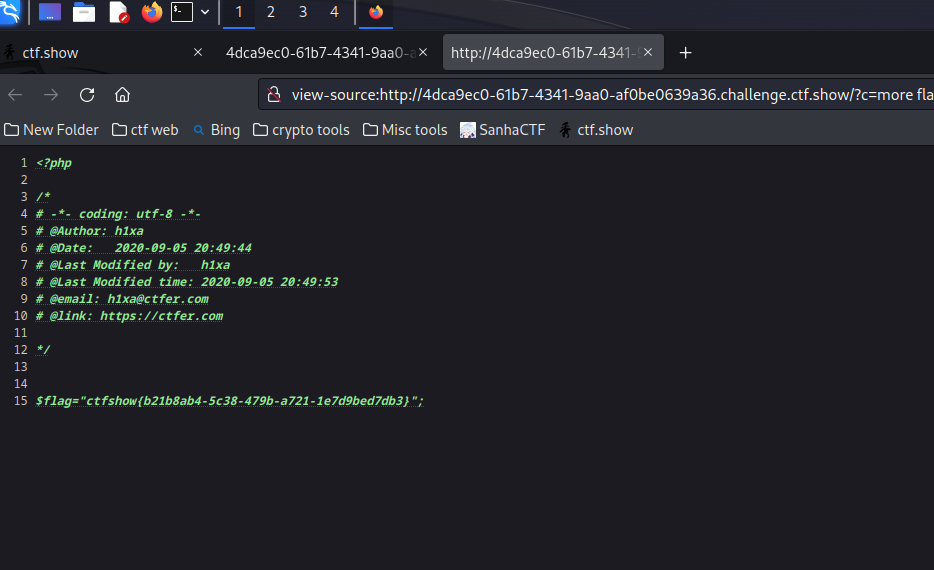 1 2 3 4
ctf.show × 4dca9ec0-61b7-4341-9aa0-a × http://4dca9ec0-61b7-4341-9 × +
view-source:http://4dca9ec0-61b7-4341-9aa0-af0be0639a36.challenge.ctf.show/?c=more fla
New Folder ctf web Bing crypto tools Misc tools SanhaCTF ctf.show
1 <?php
2
3 /*
4 # -*- coding: utf-8 -*-
5 # @Author: h1xa
6 # @Date:   2020-09-05 20:49:44
7 # @Last Modified by:   h1xa
8 # @Last Modified time: 2020-09-05 20:49:53
9 # @email: h1xa@ctfer.com
10 # @link: https://ctfer.com
11
12 */
13
14
15 $flag="ctfshow{b21b8ab4-5c38-479b-a721-1e7d9bed7db3}";